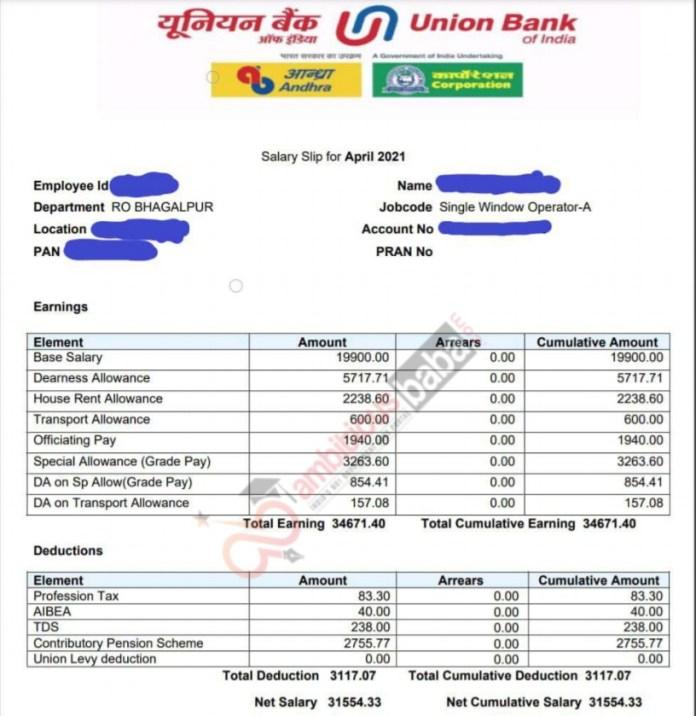 यूनियन बैंक Union Bank
ऑफ इंडिया of India
भारत सरकार का उपक्रम A Government of India Undertaking
आन्ध्रा कार्पोरेशन
Andhra Corporation
Salary Slip for April 2021
Employee Id Name
Department RO BHAGALPUR Jobcode Single Window Operator-A
Location Account No
PAN PRAN No
Earnings
Element Amount Arrears Cumulative Amount
Base Salary 19900.00 0.00 19900.00
Dearness Allowance 5717.71 0.00 5717.71
House Rent Allowance 2238.60 0.00 2238.60
Transport Allowance 600.00 0.00 600.00
Officiating Pay 1940.00 0.00 1940.00
Special Allowance (Grade Pay) 3263.60 0.00 3263.60
DA on Sp Allow(Grade Pay) 854.41 0.00 854.41
DA on Transport Allowance 157.08 0.00 157.08
Total Earning 34671.40 Total Cumulative Earning 34671.40
ambitiousbaba.com
Deductions
Element Amount Arrears Cumulative Amount
Profession Tax 83.30 0.00 83.30
AIBEA 40.00 0.00 40.00
TDS 238.00 0.00 238.00
Contributory Pension Scheme 2755.77 0.00 2755.77
Union Levy deduction 0.00 0.00 0.00
Total Deduction 3117.07 Total Cumulative Deduction 3117.07
Net Salary 31554.33 Net Cumulative Salary 31554.33